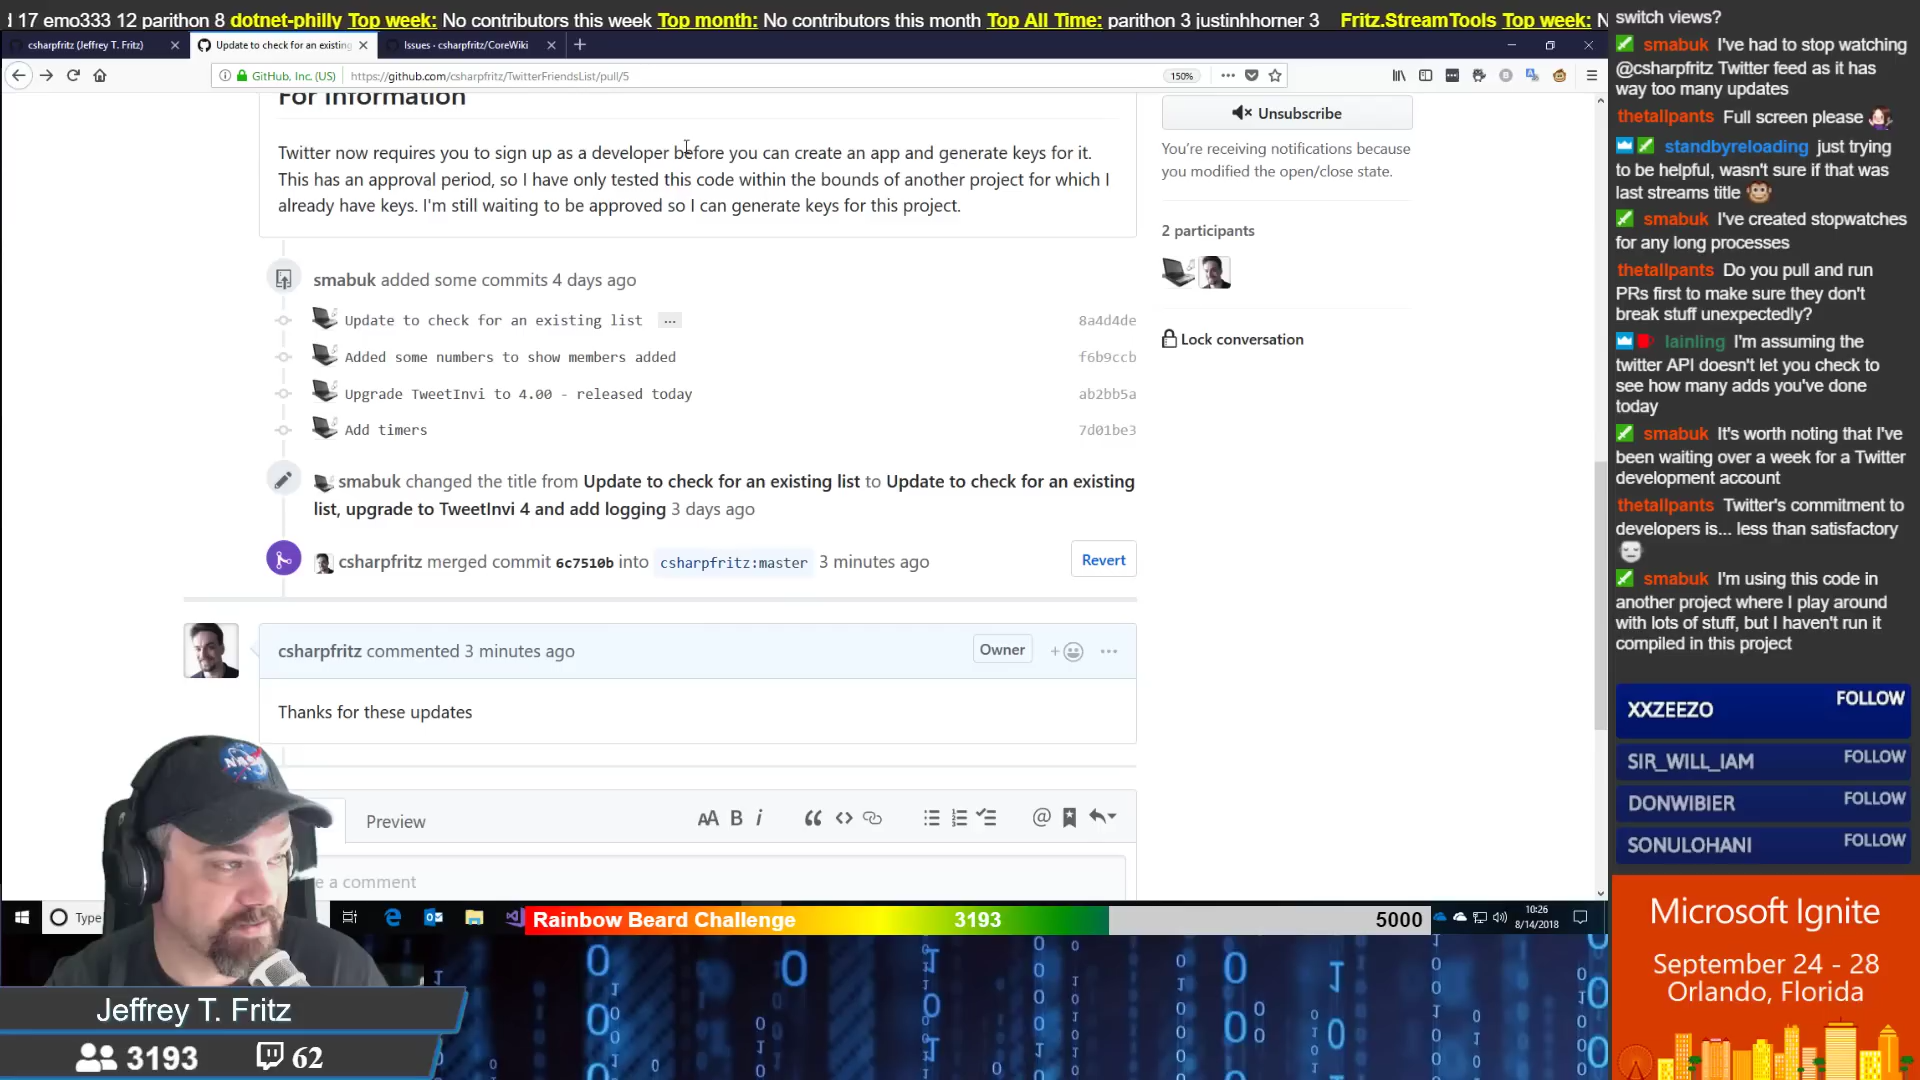 d 17 emo333 12 parithon 8 dotnet-philly Top week: No contributors this week Top month: No contributors this month Top All Time: parithon 3 justinhhorner 3 Fritz.StreamTools Top week: N
csharpfritz (Jeffrey T. Fritz)
Update to check for an existing
Issues · csharpfritz/CoreWiki
GitHub, Inc. (US)
https://github.com/csharpfritz/TwitterFriendsList/pull/5
150%
For Information
Twitter now requires you to sign up as a developer before you can create an app and generate keys for it.
This has an approval period, so I have only tested this code within the bounds of another project for which I
already have keys. I'm still waiting to be approved so I can generate keys for this project.
smabuk added some commits 4 days ago
Update to check for an existing list ...
8a4d4de
Added some numbers to show members added
f6b9ccb
Upgrade TweetInvi to 4.00 - released today
ab2bb5a
Add timers
7d01be3
smabuk changed the title from Update to check for an existing list to Update to check for an existing
list, upgrade to TweetInvi 4 and add logging 3 days ago
csharpfritz merged commit 6c7510b into csharpfritz:master 3 minutes ago
Revert
csharpfritz commented 3 minutes ago
Owner
Thanks for these updates
Preview
AA B i
e a comment
Unsubscribe
You're receiving notifications because
you modified the open/close state.
2 participants
Lock conversation
switch views?
smabuk I've had to stop watching
@csharpfritz Twitter feed as it has
way too many updates
thetallpants Full screen please
standbyreloading just trying
to be helpful, wasn't sure if that was
last streams title
smabuk I've created stopwatches
for any long processes
thetallpants Do you pull and run
PRs first to make sure they don't
break stuff unexpectedly?
lainling I'm assuming the
twitter API doesn't let you check to
see how many adds you've done
today
smabuk It's worth noting that I've
been waiting over a week for a Twitter
development account
thetallpants Twitter's commitment to
developers is... less than satisfactory
smabuk I'm using this code in
another project where I play around
with lots of stuff, but I haven't run it
compiled in this project
XXZEEZO FOLLOW
SIR_WILL_IAM FOLLOW
DONWIBIER FOLLOW
SONULOHANI FOLLOW
Type
Rainbow Beard Challenge 3193 5000
10:26
8/14/2018
NASA
Jeffrey T. Fritz
3193
62
Microsoft Ignite
September 24 - 28
Orlando, Florida